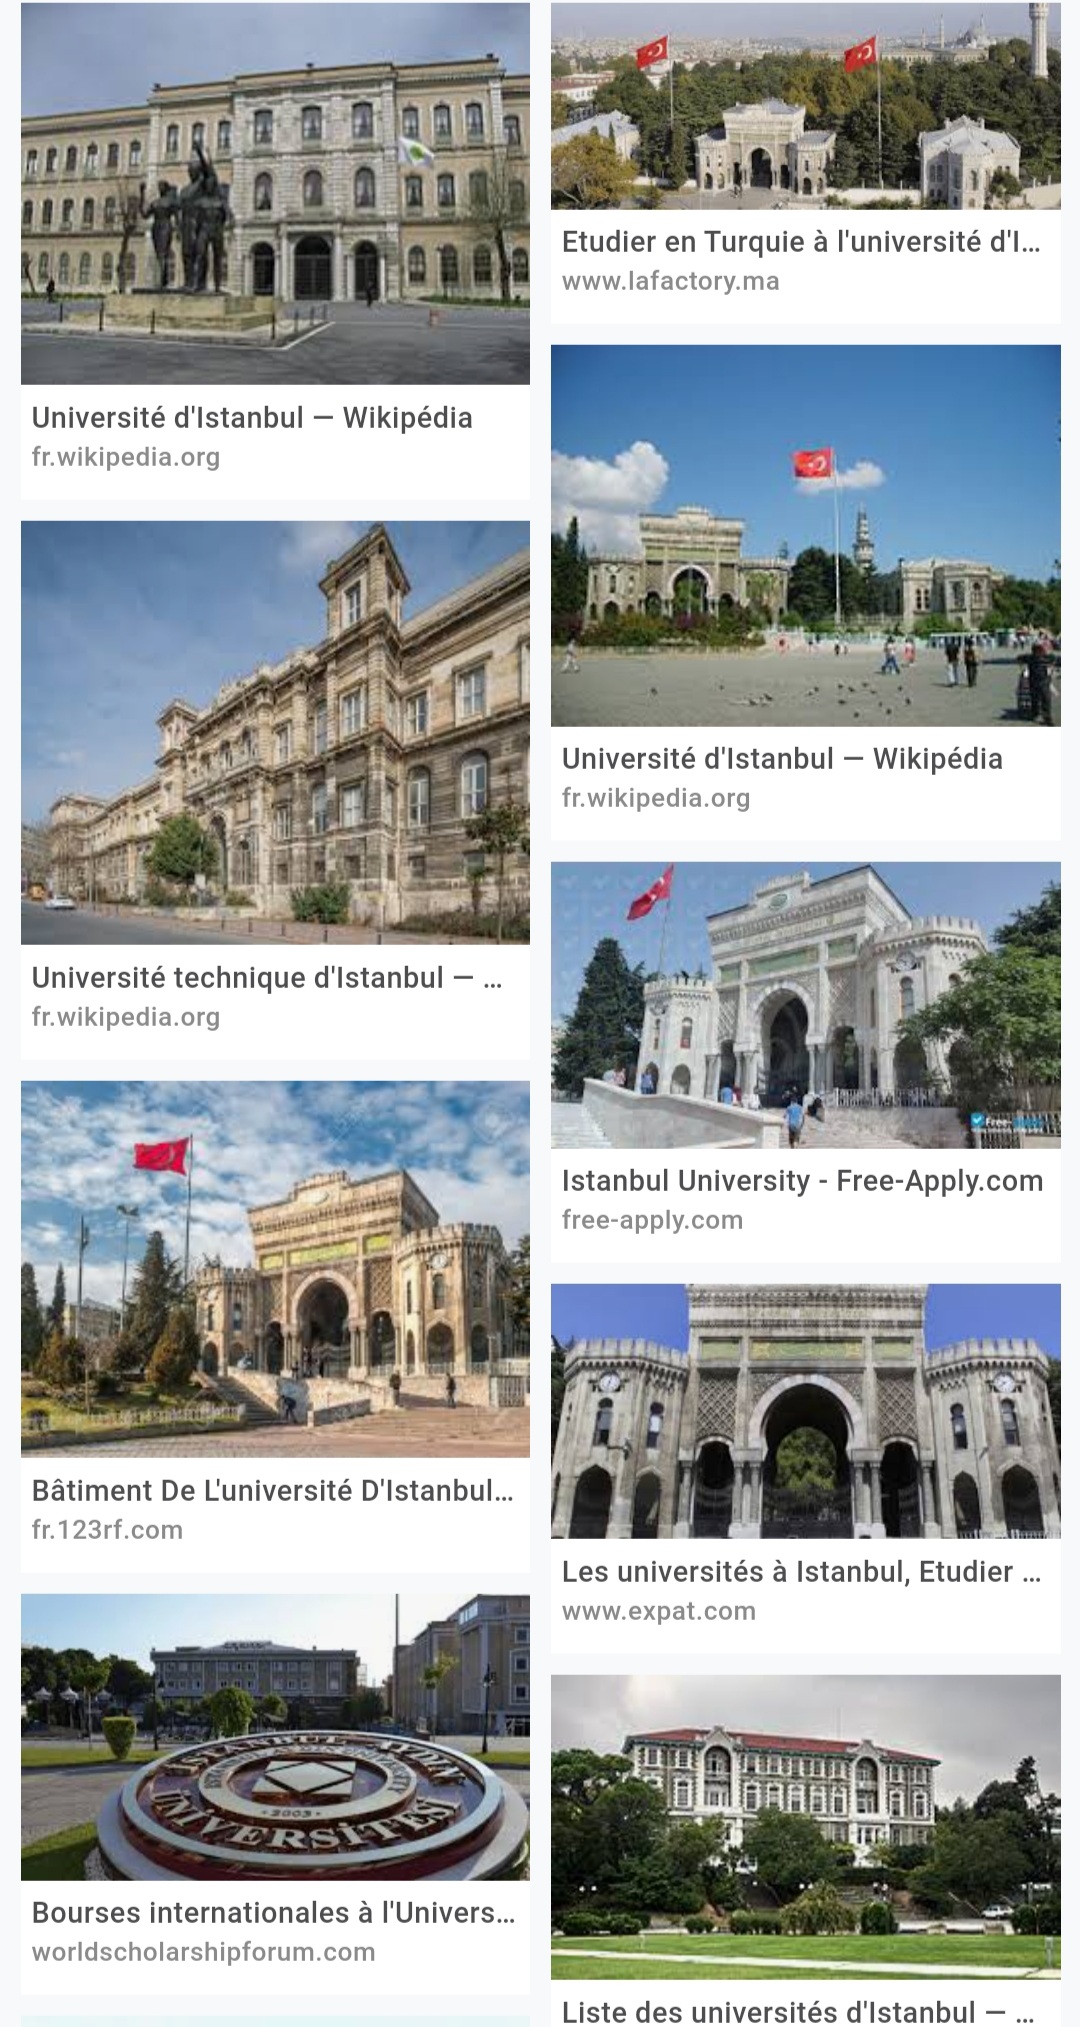 Université d'Istanbul — Wikipédia
fr.wikipedia.org
Université technique d'Istanbul — ...
fr.wikipedia.org
Bâtiment De L'université D'Istanbul...
fr.123rf.com
ISTANBUL AYDIN
2003
ÜNİVERSİTESİ
Bourses internationales à l'Univers...
worldscholarshipforum.com
Etudier en Turquie à l'université d'I...
www.lafactory.ma
Université d'Istanbul — Wikipédia
fr.wikipedia.org
Free-
Istanbul University - Free-Apply.com
free-apply.com
Les universités à Istanbul, Etudier ...
www.expat.com
Liste des universités d'Istanbul — ...